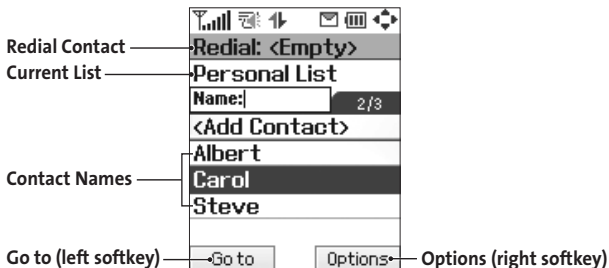 Redial Contact
Redial: <Empty>
Current List
Personal List
Name:
2/3
<Add Contact>
Albert
Contact Names
Carol
Steve
Go to (left softkey)
Go to
Options
Options (right softkey)